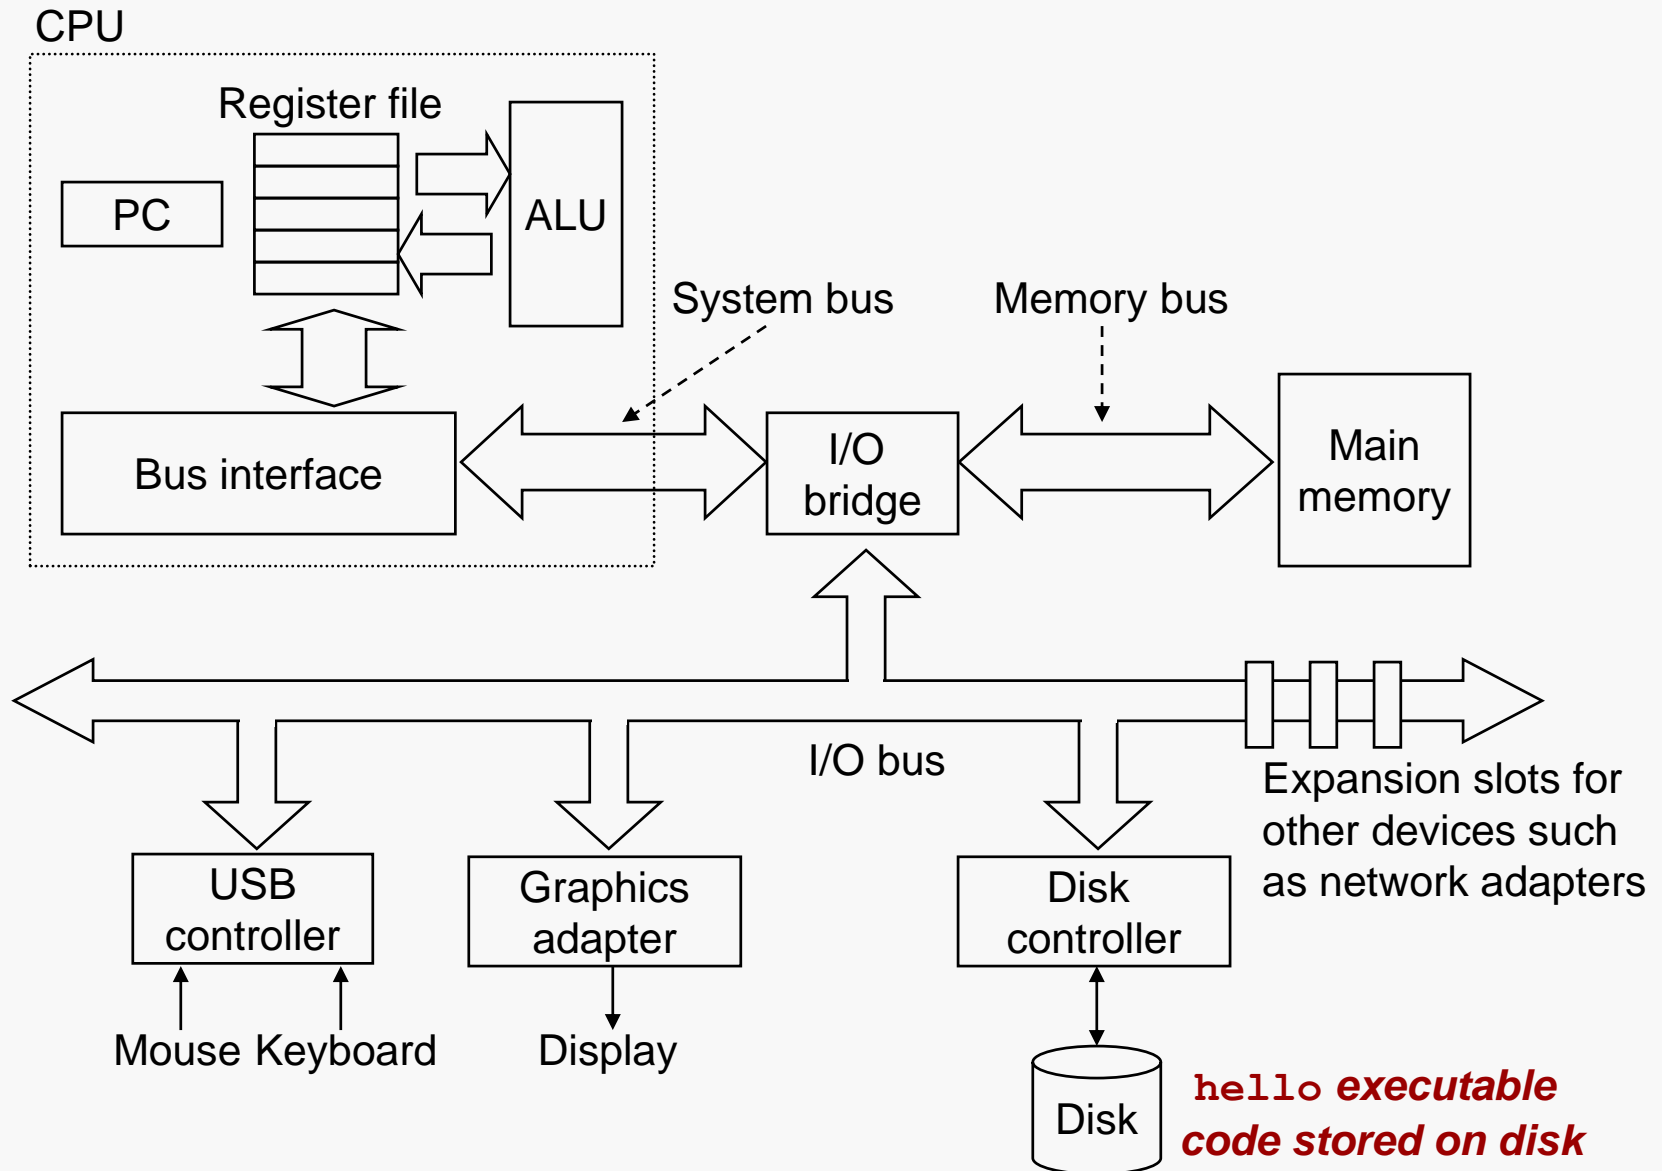 CPU
Register file
PC
ALU
System bus
Memory bus
Bus interface
I/O
bridge
Main
memory
I/O bus
Expansion slots for
other devices such
as network adapters
USB
controller
Graphics
adapter
Disk
controller
Mouse
Keyboard
Display
Disk
hello executable
code stored on disk